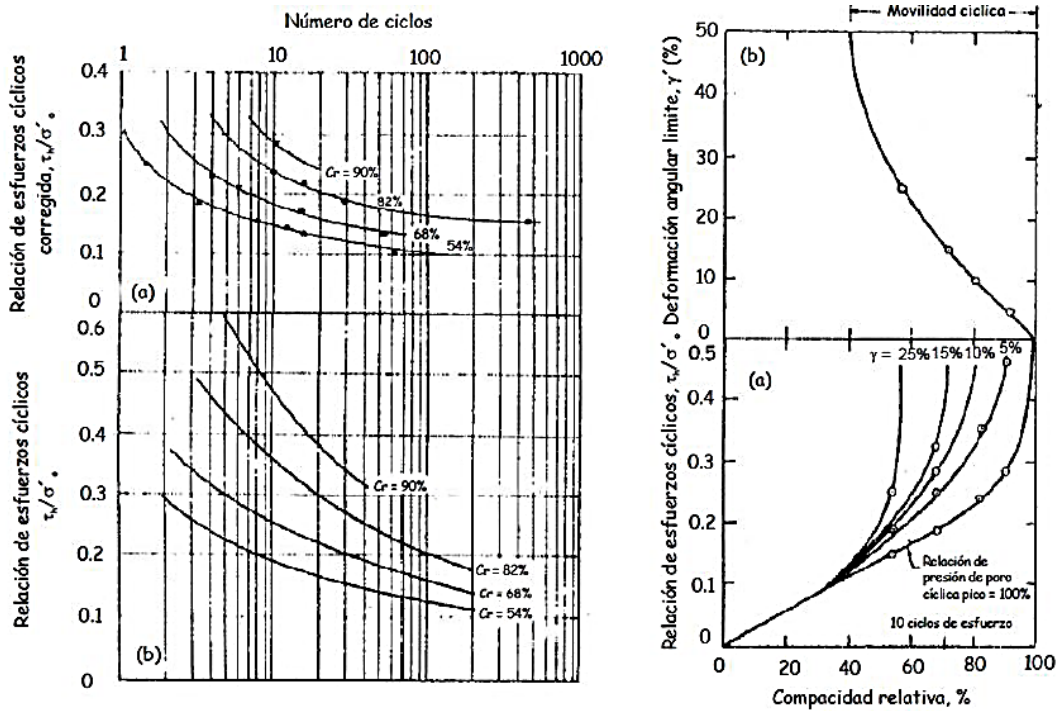 Número de ciclos
1 10 100 1000
Relación de esfuerzos cíclicos
corregida, τh/σ'o
0.4
0.3
0.2
0.1
0
(a)
Cr = 90%
82%
68%
54%
Relación de esfuerzos cíclicos
τh/σ'o
0.6
0.5
0.4
0.3
0.2
0.1
0
(b)
Cr = 90%
Cr = 82%
Cr = 68%
Cr = 54%
Movilidad cíclica
Deformación angular limite, γ' (%)
50
40
30
20
10
0
(b)
Relación de esfuerzos cíclicos, τh/σ'o
0.5
0.4
0.3
0.2
0.1
0
(a)
γ = 25% 15% 10% 5%
Relación de
presión de poro
cíclica pico = 100%
10 ciclos de esfuerzo
0 20 40 60 80 100
Compacidad relativa, %